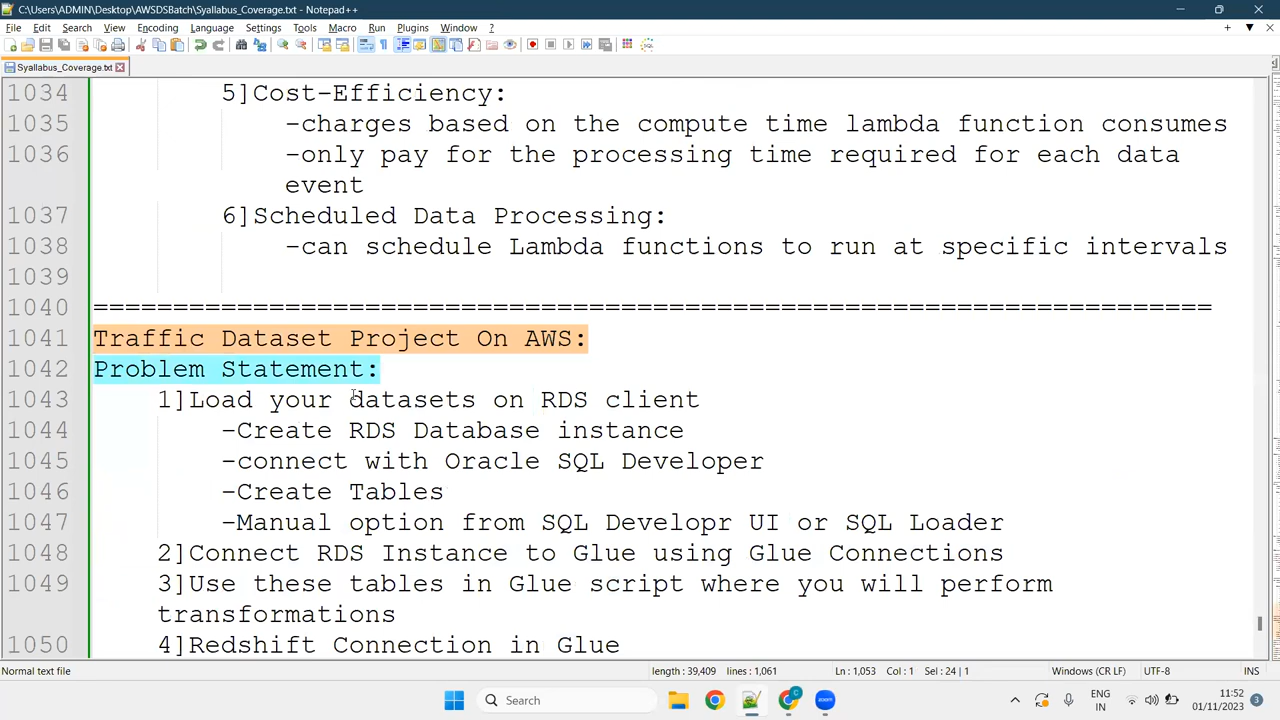 C:\Users\ADMIN\Desktop\AWSDSBatch\Syallabus_Coverage.txt - Notepad++
File Edit Search View Encoding Language Settings Tools Macro Run Plugins Window ?
Syallabus_Coverage.txt
1034 5]Cost-Efficiency:
1035 -charges based on the compute time lambda function consumes
1036 -only pay for the processing time required for each data
event
1037 6]Scheduled Data Processing:
1038 -can schedule Lambda functions to run at specific intervals
1039
1040 ======================================================================
1041 Traffic Dataset Project On AWS:
1042 Problem Statement:
1043 1]Load your datasets on RDS client
1044 -Create RDS Database instance
1045 -connect with Oracle SQL Developer
1046 -Create Tables
1047 -Manual option from SQL Developr UI or SQL Loader
1048 2]Connect RDS Instance to Glue using Glue Connections
1049 3]Use these tables in Glue script where you will perform
transformations
1050 4]Redshift Connection in Glue
Normal text file length : 39,409 lines : 1,061 Ln : 1,053 Col : 1 Sel : 24 | 1 Windows (CR LF) UTF-8 INS
Search
ENG
IN
11:52
01/11/2023
3